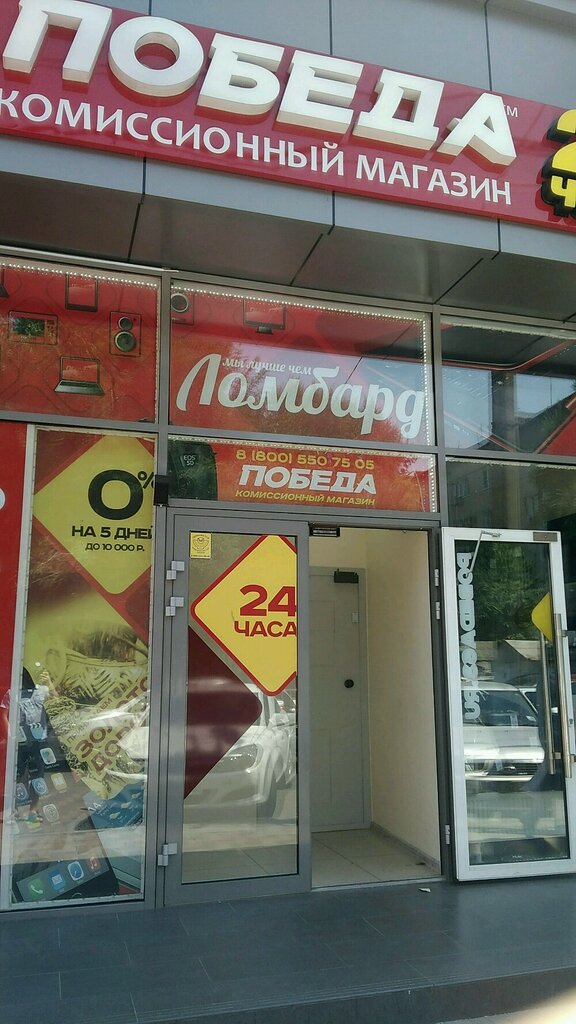 ПОБЕДА™
КОМИССИОННЫЙ МАГАЗИН
мы лучше чем
Ломбард
8 (800) 550 75 05
ПОБЕДА
КОМИССИОННЫЙ МАГАЗИН
0%
НА 5 ДНЕЙ
ДО 10 000 Р.
24
ЧАСА